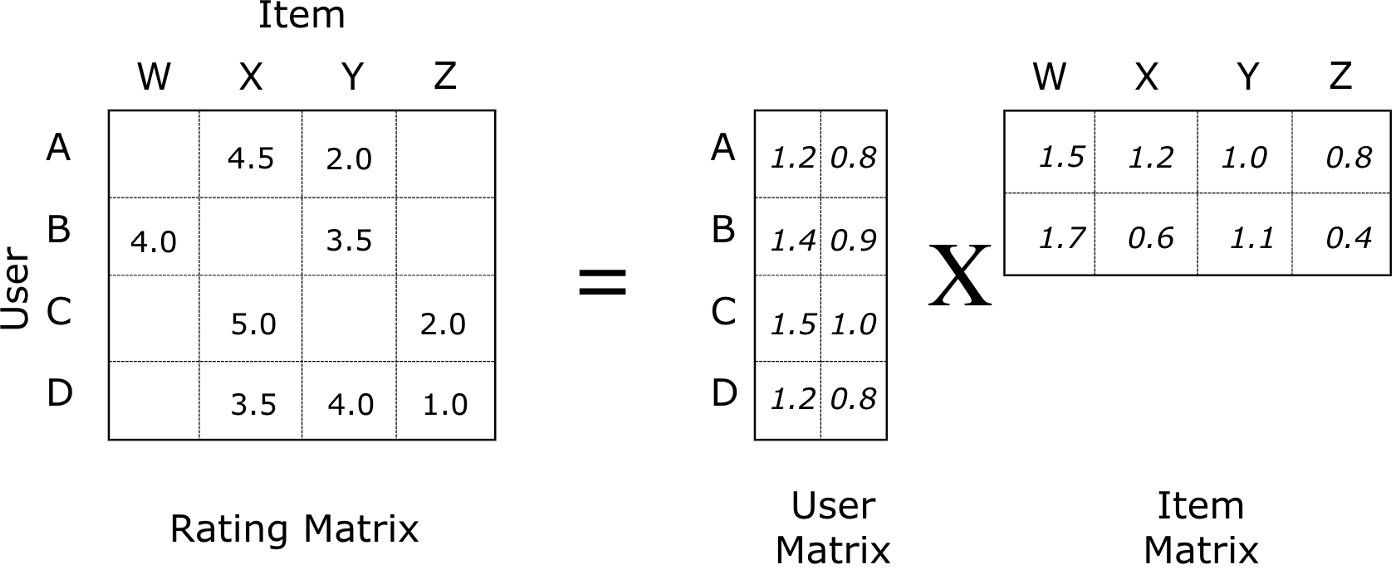 Item
W X Y Z
W X Y Z
A 4.5 2.0
A 1.2 0.8
1.5 1.2 1.0 0.8
B 4.0 3.5
B 1.4 0.9
1.7 0.6 1.1 0.4
User
=
X
C 5.0 2.0
C 1.5 1.0
D 3.5 4.0 1.0
D 1.2 0.8
Rating Matrix
User
Matrix
Item
Matrix